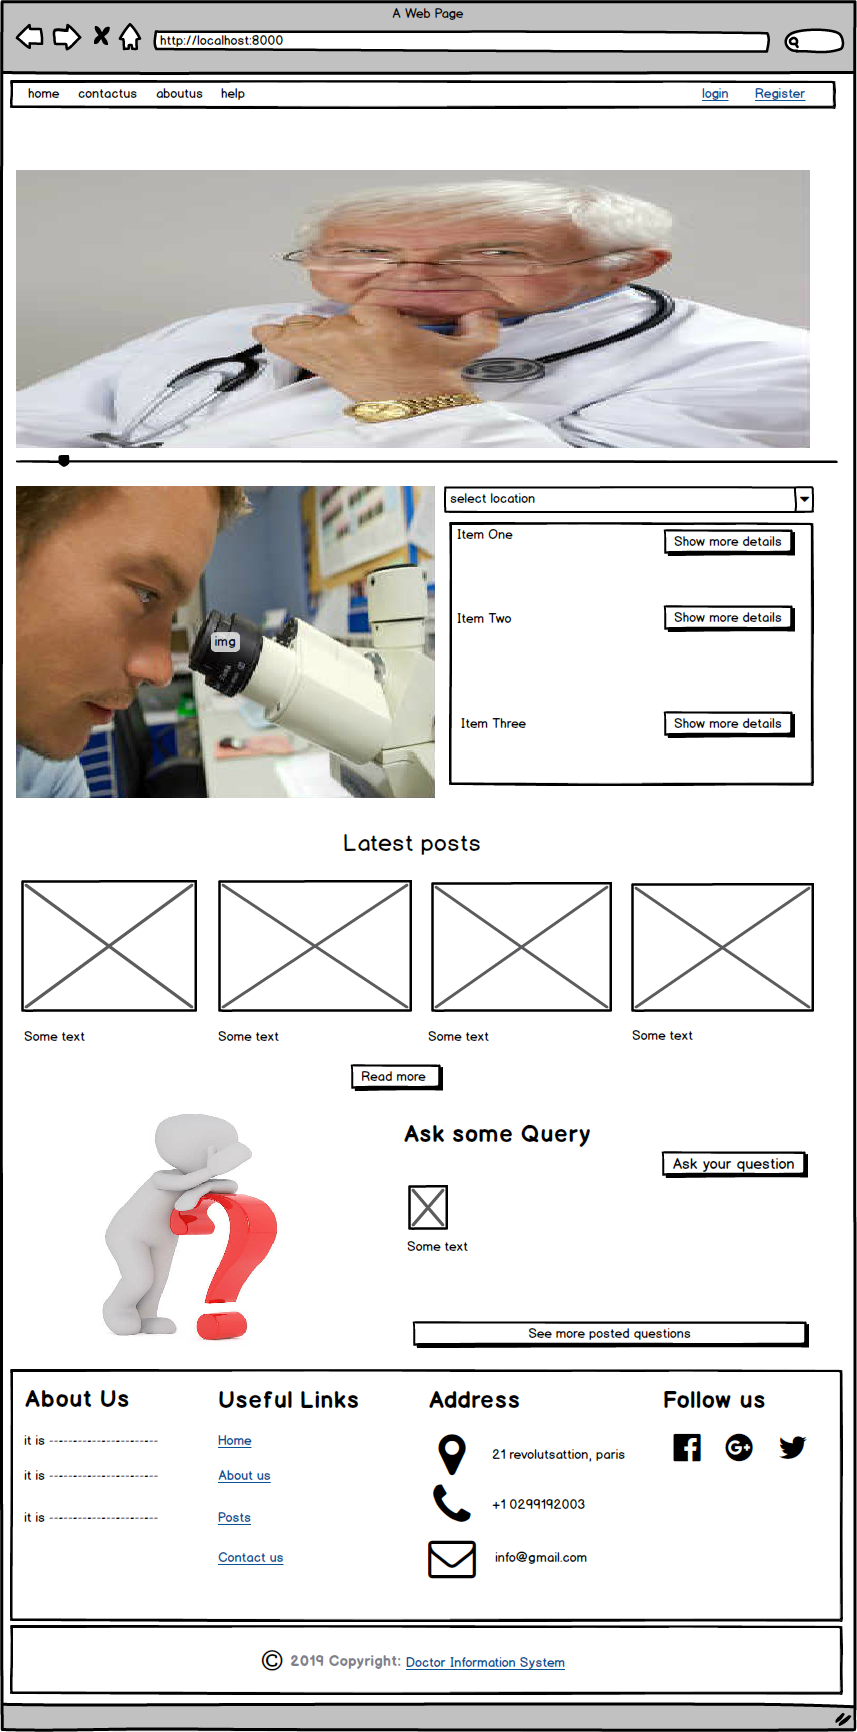 A Web Page
http://localhost:8000
home contactus aboutus help login Register
img
select location
Item One Show more details
Item Two Show more details
Item Three Show more details
Latest posts
Some text Some text Some text Some text
Read more
Ask some Query
Ask your question
Some text
See more posted questions
About Us Useful Links Address Follow us
it is ----------------------- Home 21 revolutsattion, paris
it is ----------------------- About us +1 0299192003
it is ----------------------- Posts
Contact us info@gmail.com
© 2019 Copyright: Doctor Information System